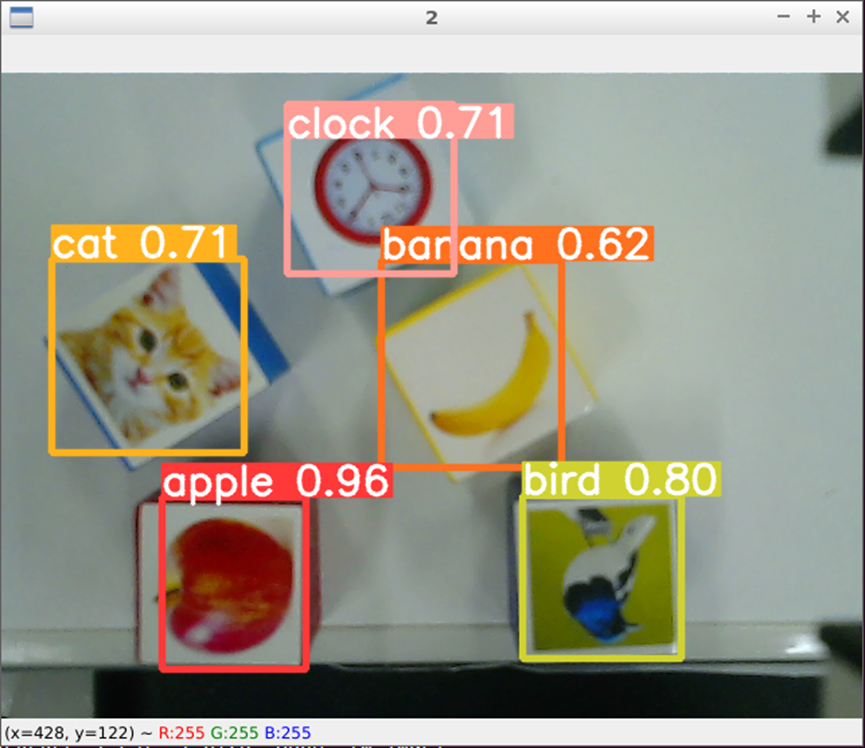 2
clock 0.71
cat 0.71
banana 0.62
apple 0.96
bird 0.80
(x=428, y=122) ~ R:255 G:255 B:255